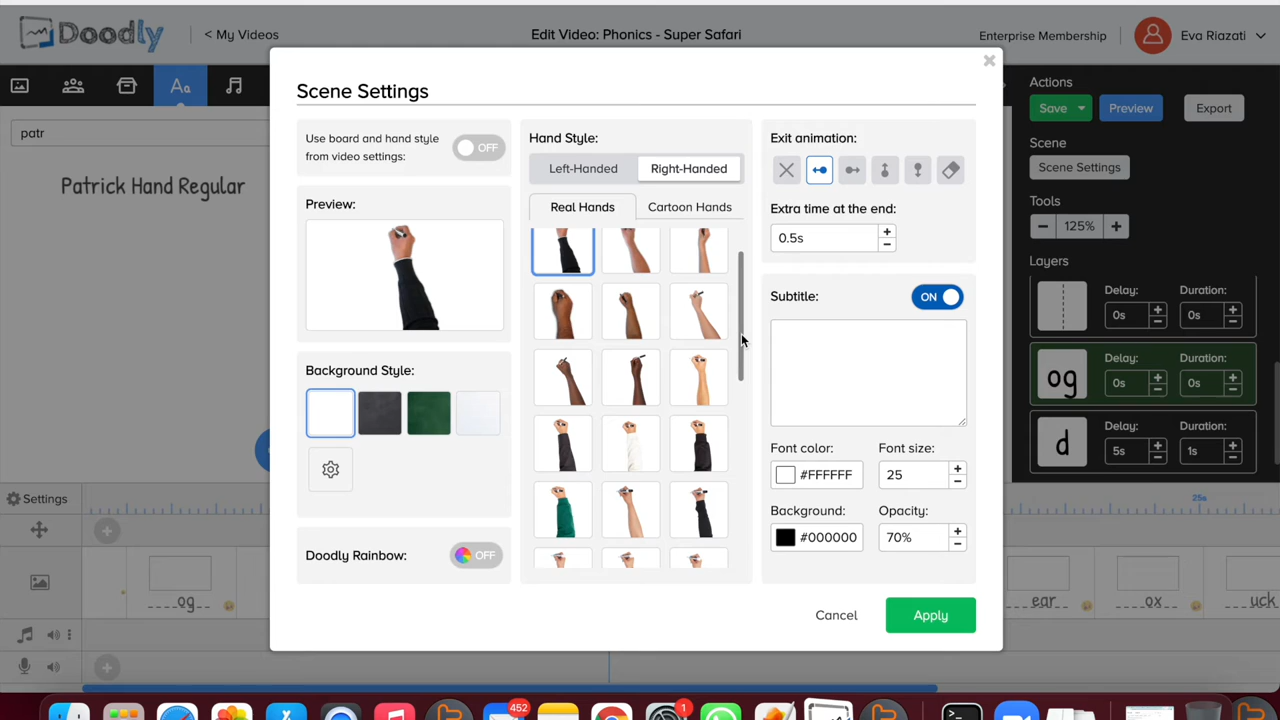 Doodly
< My Videos
Edit Video: Phonics - Super Safari
Enterprise Membership
Eva Riazati
Aa
patr
Patrick Hand Regular
Scene Settings
Use board and hand style
from video settings:
OFF
Preview:
Background Style:
Doodly Rainbow:
OFF
Hand Style:
Left-Handed
Right-Handed
Real Hands
Cartoon Hands
Exit animation:
Extra time at the end:
0.5s
Subtitle:
ON
Font color:
Font size:
#FFFFFF
25
Background:
Opacity:
#000000
70%
Cancel
Apply
Actions
Save
Preview
Export
Scene
Scene Settings
Tools
125%
Layers
Delay:
Duration:
0s
0s
og
Delay:
Duration:
0s
0s
d
Delay:
Duration:
5s
1s
Settings
25s
og
ear
ox
uck
452
1